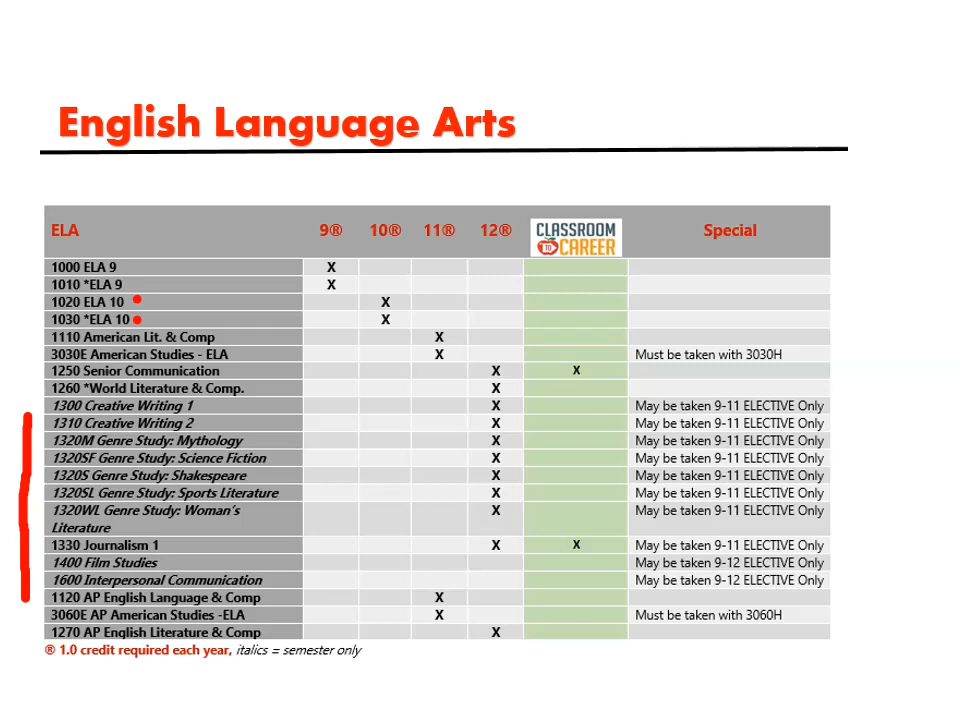 English Language Arts
ELA 9® 10® 11® 12® CLASSROOM TO CAREER Special
1000 ELA 9 X
1010 *ELA 9 X
1020 ELA 10 X
1030 *ELA 10 X
1110 American Lit. & Comp X
3030E American Studies - ELA X Must be taken with 3030H
1250 Senior Communication X X
1260 *World Literature & Comp. X
1300 Creative Writing 1 X May be taken 9-11 ELECTIVE Only
1310 Creative Writing 2 X May be taken 9-11 ELECTIVE Only
1320M Genre Study: Mythology X May be taken 9-11 ELECTIVE Only
1320SF Genre Study: Science Fiction X May be taken 9-11 ELECTIVE Only
1320S Genre Study: Shakespeare X May be taken 9-11 ELECTIVE Only
1320SL Genre Study: Sports Literature X May be taken 9-11 ELECTIVE Only
1320WL Genre Study: Woman's X May be taken 9-11 ELECTIVE Only
Literature
1330 Journalism 1 X X May be taken 9-11 ELECTIVE Only
1400 Film Studies May be taken 9-12 ELECTIVE Only
1600 Interpersonal Communication May be taken 9-12 ELECTIVE Only
1120 AP English Language & Comp X
3060E AP American Studies -ELA X Must be taken with 3060H
1270 AP English Literature & Comp X
® 1.0 credit required each year, italics = semester only